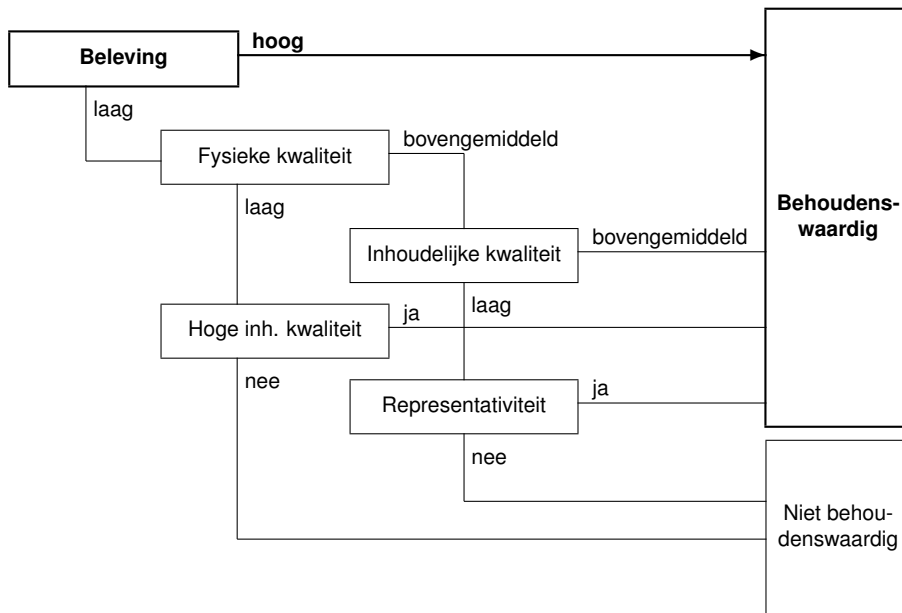 Beleving
hoog
laag
Fysieke kwaliteit
bovengemiddeld
laag
Behoudens-
waardig
Inhoudelijke kwaliteit
bovengemiddeld
laag
Hoge inh. kwaliteit
ja
nee
Representativiteit
ja
nee
Niet behou-
denswaardig